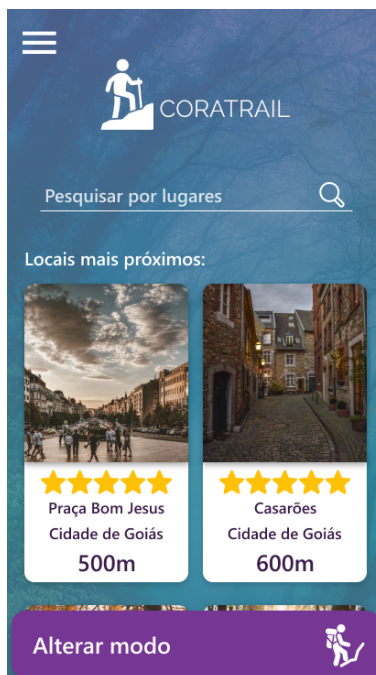 CORATRAIL
Pesquisar por lugares
Locais mais próximos:
Praça Bom Jesus
Cidade de Goiás
500m
Casarões
Cidade de Goiás
600m
Alterar modo